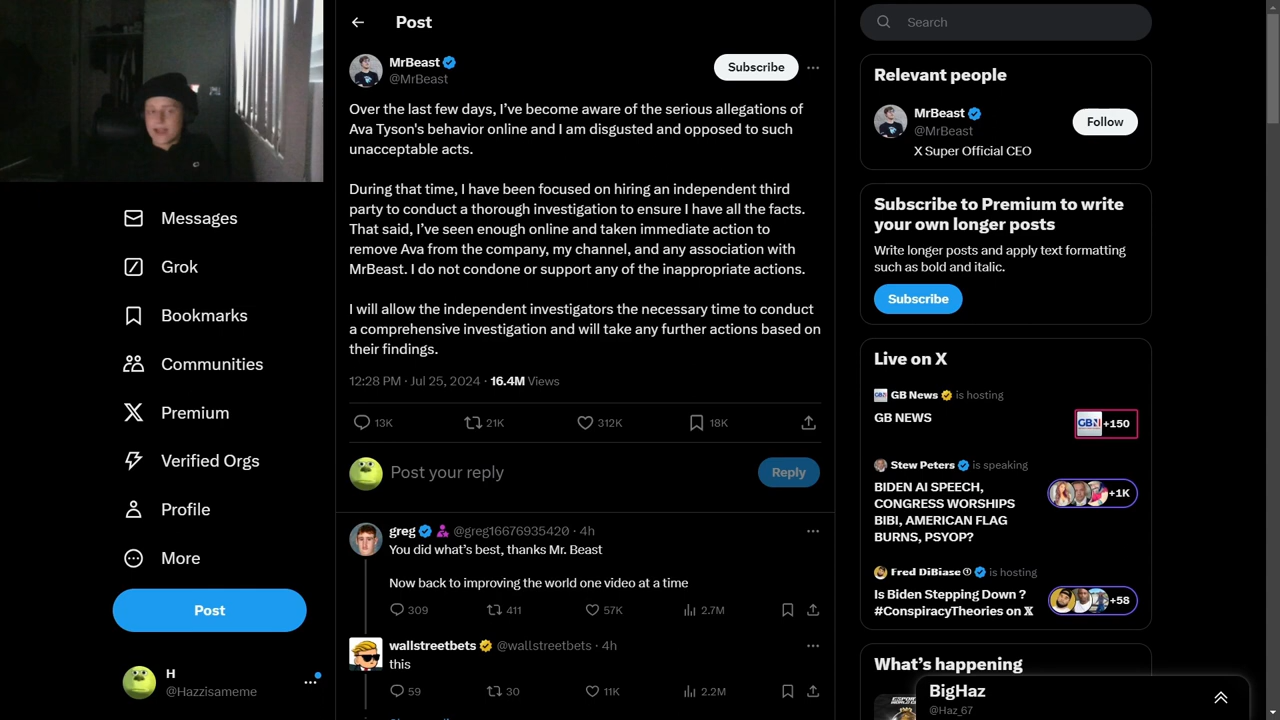 Post
MrBeast
@MrBeast
Subscribe
Over the last few days, I've become aware of the serious allegations of
Ava Tyson's behavior online and I am disgusted and opposed to such
unacceptable acts.
During that time, I have been focused on hiring an independent third
party to conduct a thorough investigation to ensure I have all the facts.
That said, I've seen enough online and taken immediate action to
remove Ava from the company, my channel, and any association with
MrBeast. I do not condone or support any of the inappropriate actions.
I will allow the independent investigators the necessary time to conduct
a comprehensive investigation and will take any further actions based on
their findings.
12:28 PM · Jul 25, 2024 · 16.4M Views
13K 21K 312K 18K
Post your reply
Reply
greg @greg16676935420 · 4h
You did what's best, thanks Mr. Beast
Now back to improving the world one video at a time
309 411 57K 2.7M
wallstreetbets @wallstreetbets · 4h
this
59 30 11K 2.2M
Messages
Grok
Bookmarks
Communities
Premium
Verified Orgs
Profile
More
Post
H
@Hazzisameme
Search
Relevant people
MrBeast
@MrBeast
Follow
X Super Official CEO
Subscribe to Premium to write
your own longer posts
Write longer posts and apply text formatting
such as bold and italic.
Subscribe
Live on X
GB News is hosting
GB NEWS
GBN +150
Stew Peters is speaking
BIDEN AI SPEECH,
CONGRESS WORSHIPS
BIBI, AMERICAN FLAG
BURNS, PSYOP?
+1K
Fred DiBiase is hosting
Is Biden Stepping Down ?
#ConspiracyTheories on X
+58
What's happening
BigHaz
@Haz_67